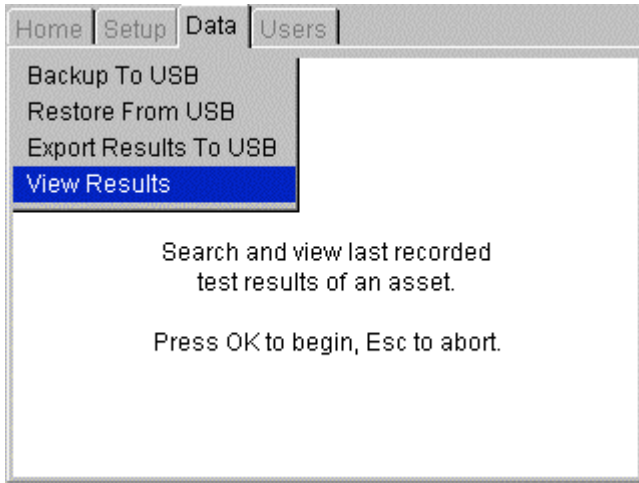 Home Setup Data Users
Backup To USB
Restore From USB
Export Results To USB
View Results
Search and view last recorded
test results of an asset.
Press OK to begin, Esc to abort.